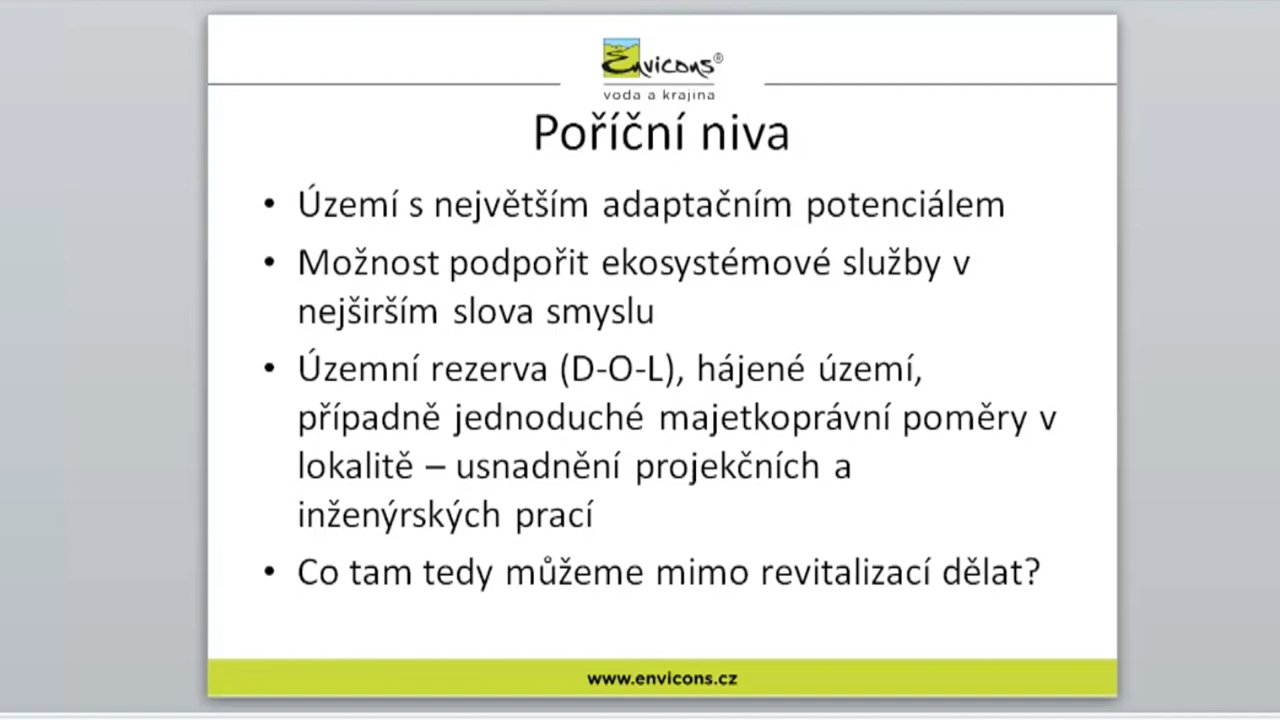 Envicons®
voda a krajina
Poříční niva
• Území s největším adaptačním potenciálem
• Možnost podpořit ekosystémové služby v
nejširším slova smyslu
• Územní rezerva (D-O-L), hájené území,
případně jednoduché majetkoprávní poměry v
lokalitě – usnadnění projekčních a
inženýrských prací
• Co tam tedy můžeme mimo revitalizací dělat?
www.envicons.cz